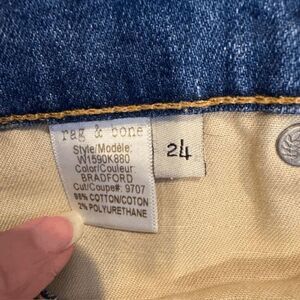 rag & bone
Style/Modèle:
W1590K880
Color/Couleur:
BRADFORD
Cut/Coupe#: 9707
98% COTTON/COTON
2% POLYURETHANE
24